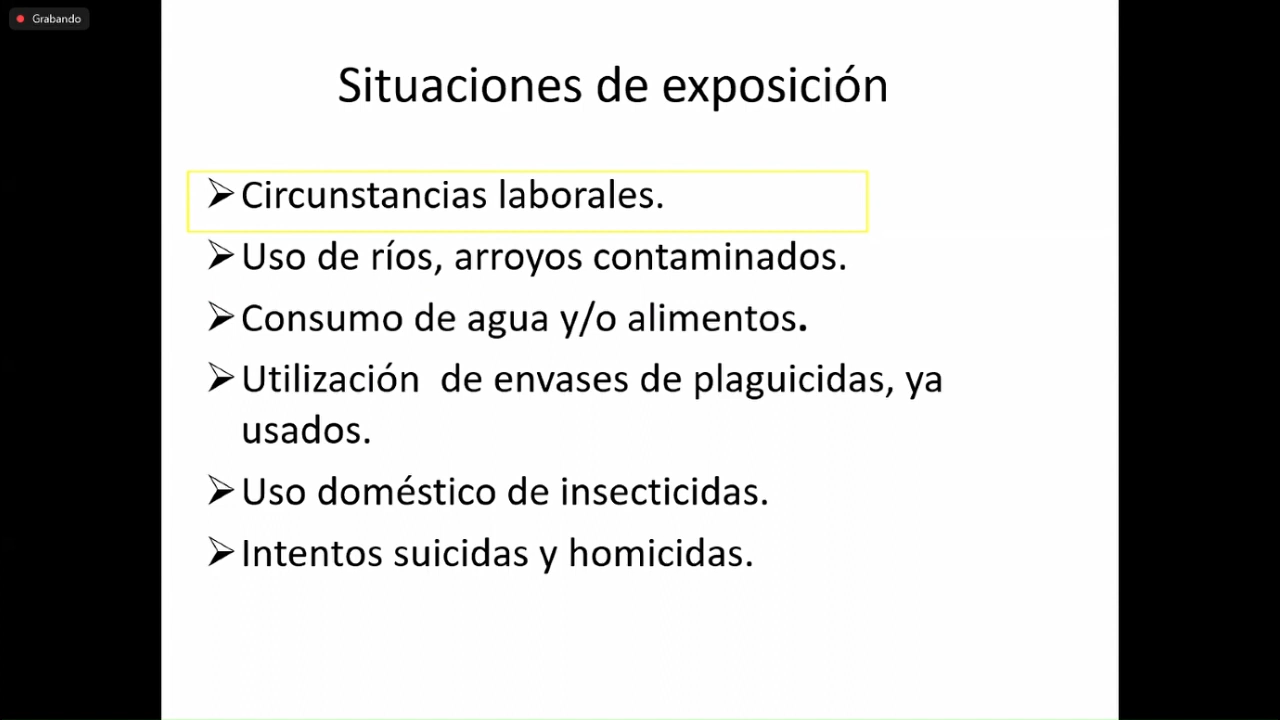 Grabando
Situaciones de exposición
➢Circunstancias laborales.
➢Uso de ríos, arroyos contaminados.
➢Consumo de agua y/o alimentos.
➢Utilización  de envases de plaguicidas, ya
usados.
➢Uso doméstico de insecticidas.
➢Intentos suicidas y homicidas.